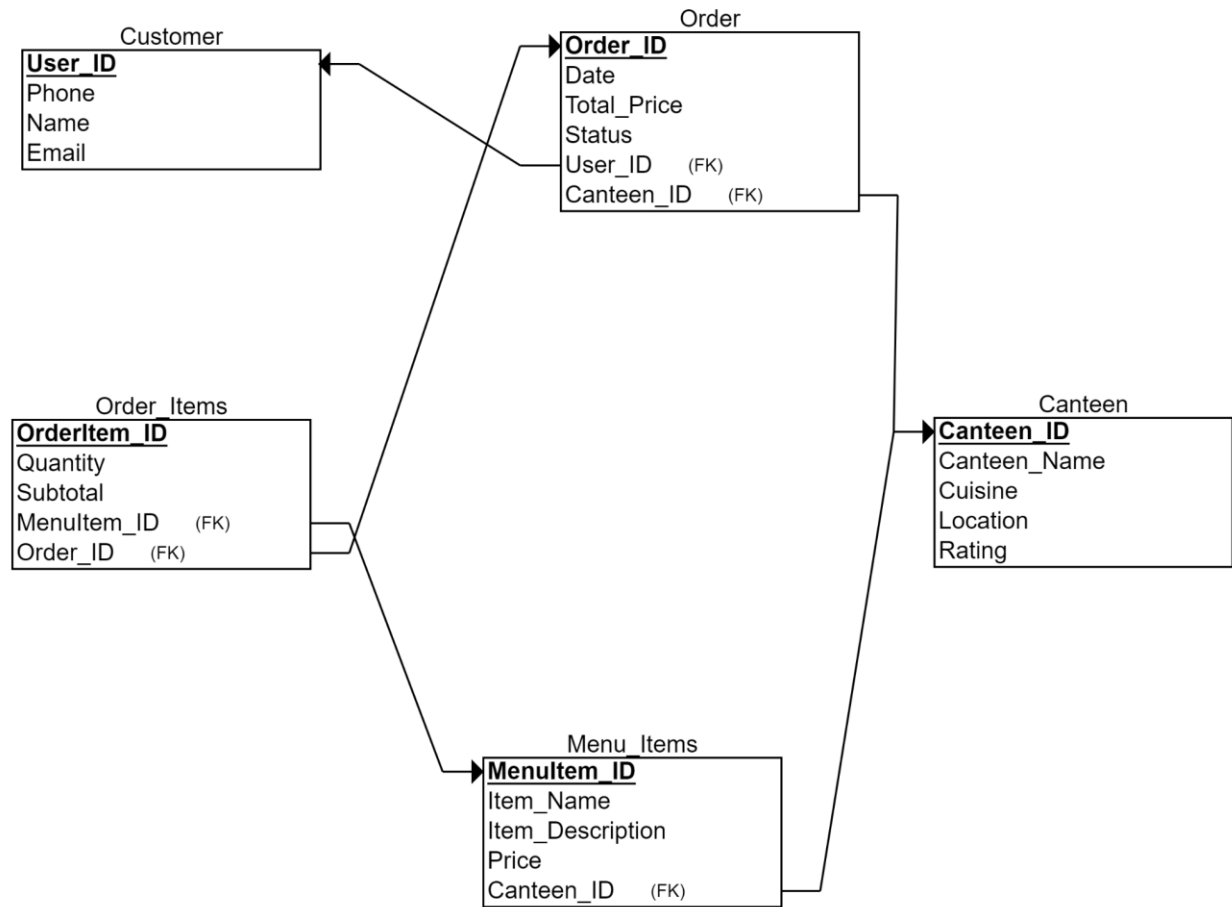 Customer
User_ID
Phone
Name
Email
Order
Order_ID
Date
Total_Price
Status
User_ID (FK)
Canteen_ID (FK)
Order_Items
OrderItem_ID
Quantity
Subtotal
MenuItem_ID (FK)
Order_ID (FK)
Canteen
Canteen_ID
Canteen_Name
Cuisine
Location
Rating
Menu_Items
MenuItem_ID
Item_Name
Item_Description
Price
Canteen_ID (FK)